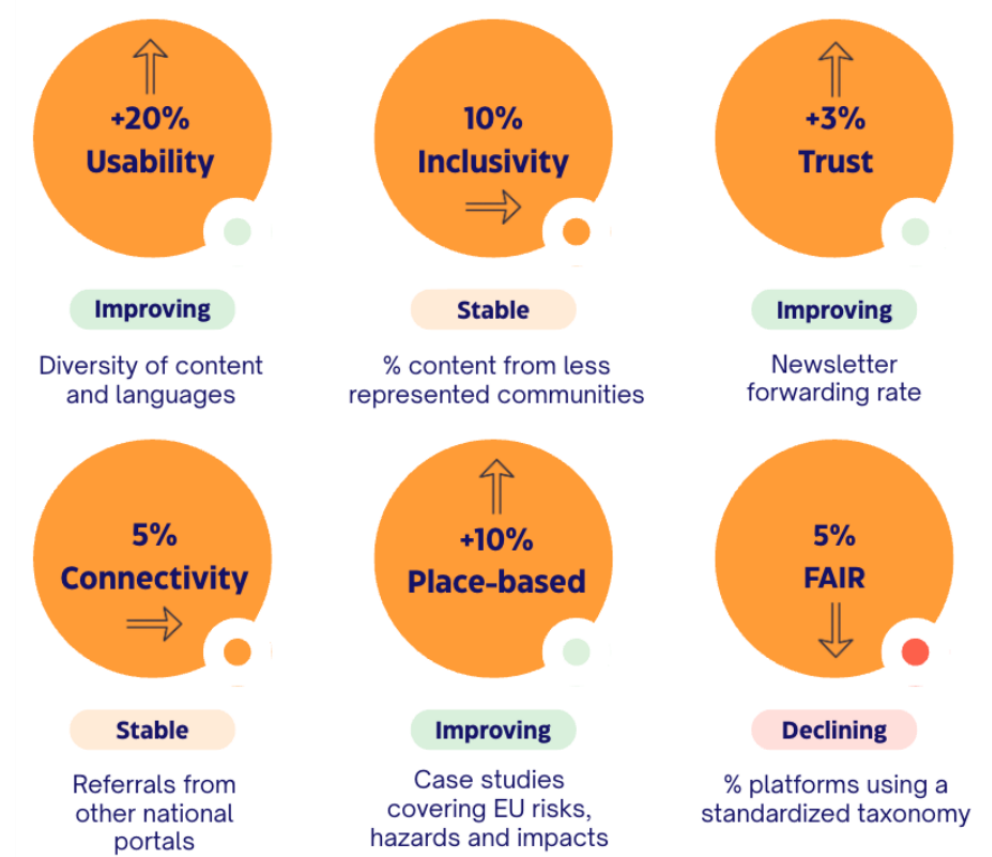 +20%
Usability
Improving
Diversity of content
and languages
10%
Inclusivity
Stable
% content from less
represented communities
+3%
Trust
Improving
Newsletter
forwarding rate
5%
Connectivity
Stable
Referrals from
other national
portals
+10%
Place-based
Improving
Case studies
covering EU risks,
hazards and impacts
5%
FAIR
Declining
% platforms using a
standardized taxonomy